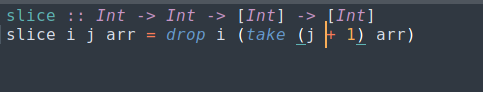 slice :: Int -> Int -> [Int] -> [Int]
slice i j arr = drop i (take (j + 1) arr)